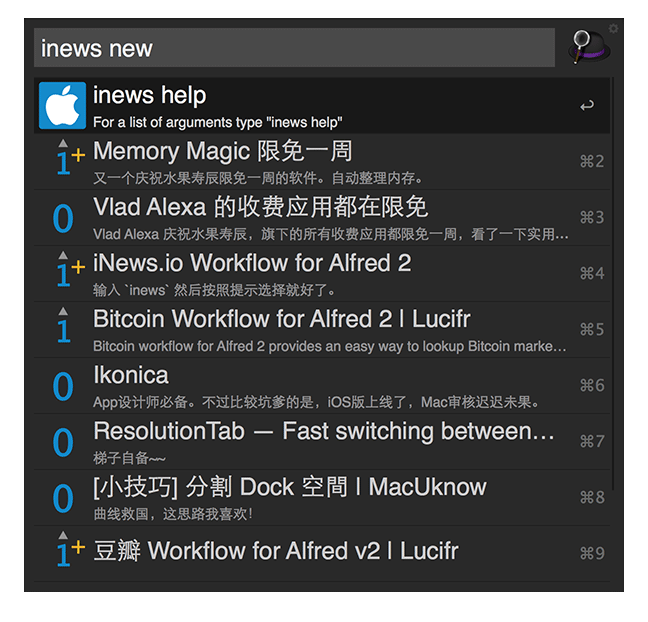 inews new
inews help
For a list of arguments type "inews help"
↩
1+
Memory Magic 限免一周
又一个庆祝水果寿辰限免一周的软件。自动整理内存。
⌘2
0
Vlad Alexa 的收费应用都在限免
Vlad Alexa 庆祝水果寿辰，旗下的所有收费应用都限免一周，看了一下实用...
⌘3
1+
iNews.io Workflow for Alfred 2
输入 `inews` 然后按照提示选择就好了。
⌘4
1
Bitcoin Workflow for Alfred 2 | Lucifr
Bitcoin workflow for Alfred 2 provides an easy way to lookup Bitcoin marke...
⌘5
0
Ikonica
App设计师必备。不过比较坑爹的是，iOS版上线了，Mac审核迟迟未果。
⌘6
0
ResolutionTab — Fast switching between...
梯子自备~~
⌘7
0
[小技巧] 分割 Dock 空間 | MacUknow
曲线救国，这思路我喜欢！
⌘8
1+
豆瓣 Workflow for Alfred v2 | Lucifr
⌘9